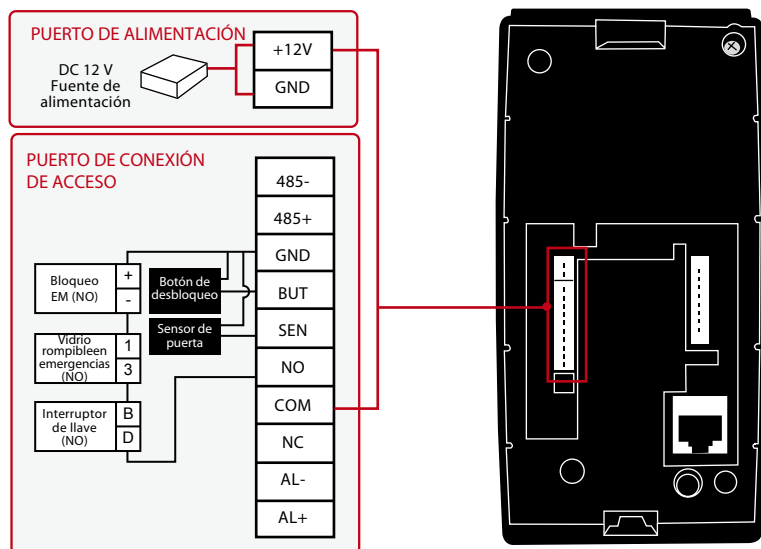 PUERTO DE ALIMENTACIÓN
DC 12 V
Fuente de
alimentación
+12V
GND
PUERTO DE CONEXIÓN
DE ACCESO
485-
485+
GND
BUT
SEN
NO
COM
NC
AL-
AL+
Bloqueo
EM (NO)
+
-
Botón de
desbloqueo
Sensor de
puerta
Vidrio
rompibleen
emergencias
(NO)
1
3
Interruptor
de llave
(NO)
B
D